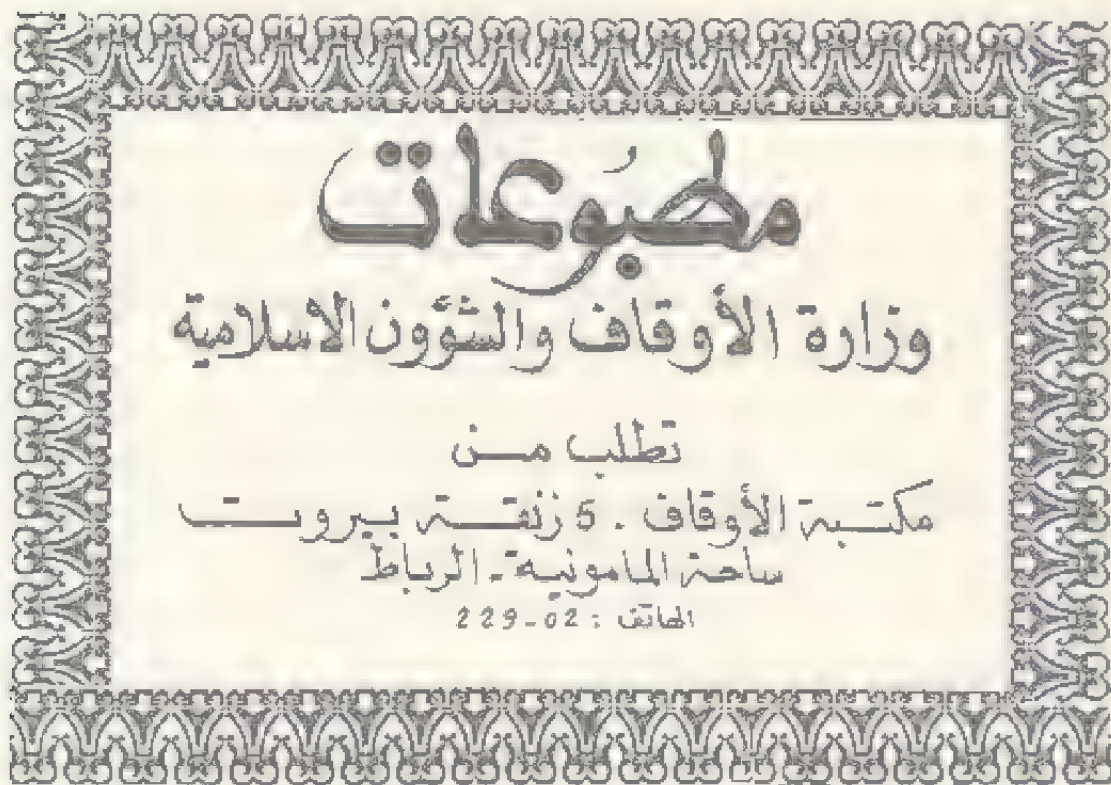 مطبوعات
وزارة الأوقاف والشؤون الاسلامية
تطلب من
مكتبة الأوقاف . 5 زنقة بيروت
ساحة المامونية - الرباط
الهاتف : 02-229